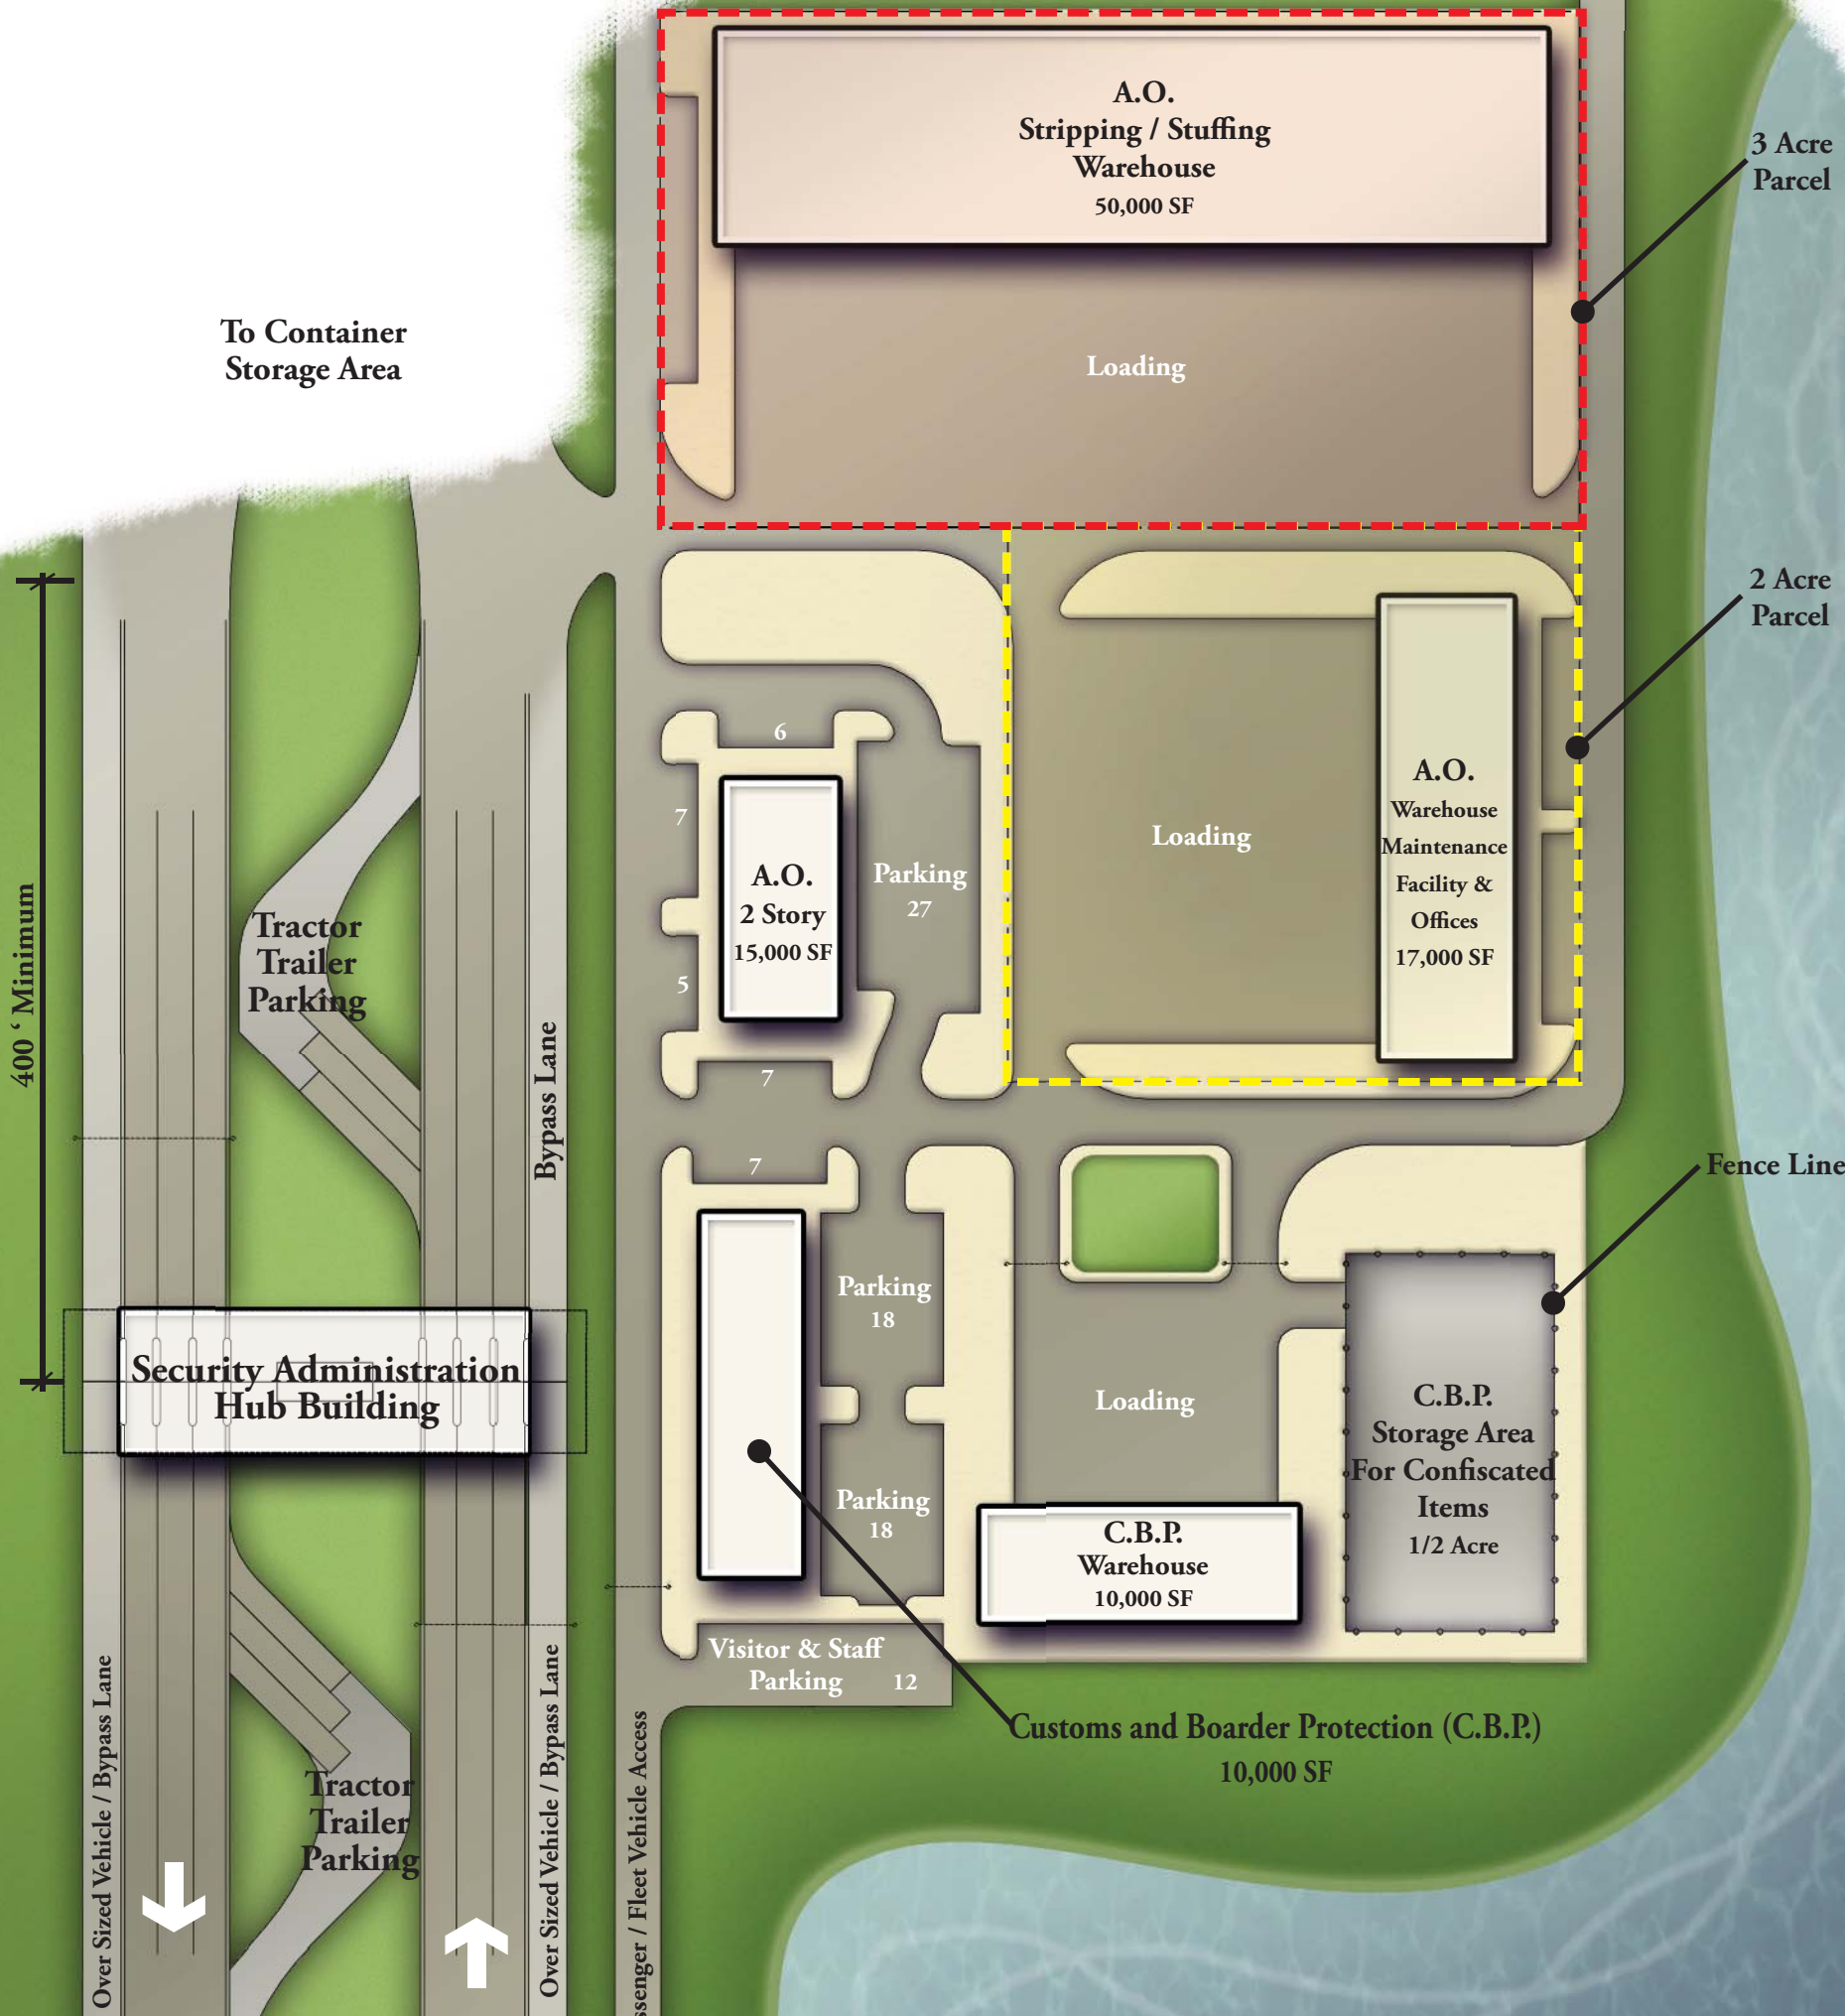 A.O.
Stripping / Stuffing
Warehouse
50,000 SF
3 Acre
Parcel
To Container
Storage Area
Loading
2 Acre
Parcel
6
7
A.O.
2 Story
15,000 SF
Parking
27
5
7
Loading
A.O.
Warehouse
Maintenance
Facility &
Offices
17,000 SF
400 ‘ Minimum
Tractor
Trailer
Parking
Bypass Lane
7
Fence Line
Parking
18
Security Administration
Hub Building
Loading
C.B.P.
Storage Area
For Confiscated
Items
1/2 Acre
Parking
18
C.B.P.
Warehouse
10,000 SF
Visitor & Staff
Parking 12
Customs and Boarder Protection (C.B.P.)
10,000 SF
Over Sized Vehicle / Bypass Lane
Tractor
Trailer
Parking
Over Sized Vehicle / Bypass Lane
/ Fleet Vehicle Access